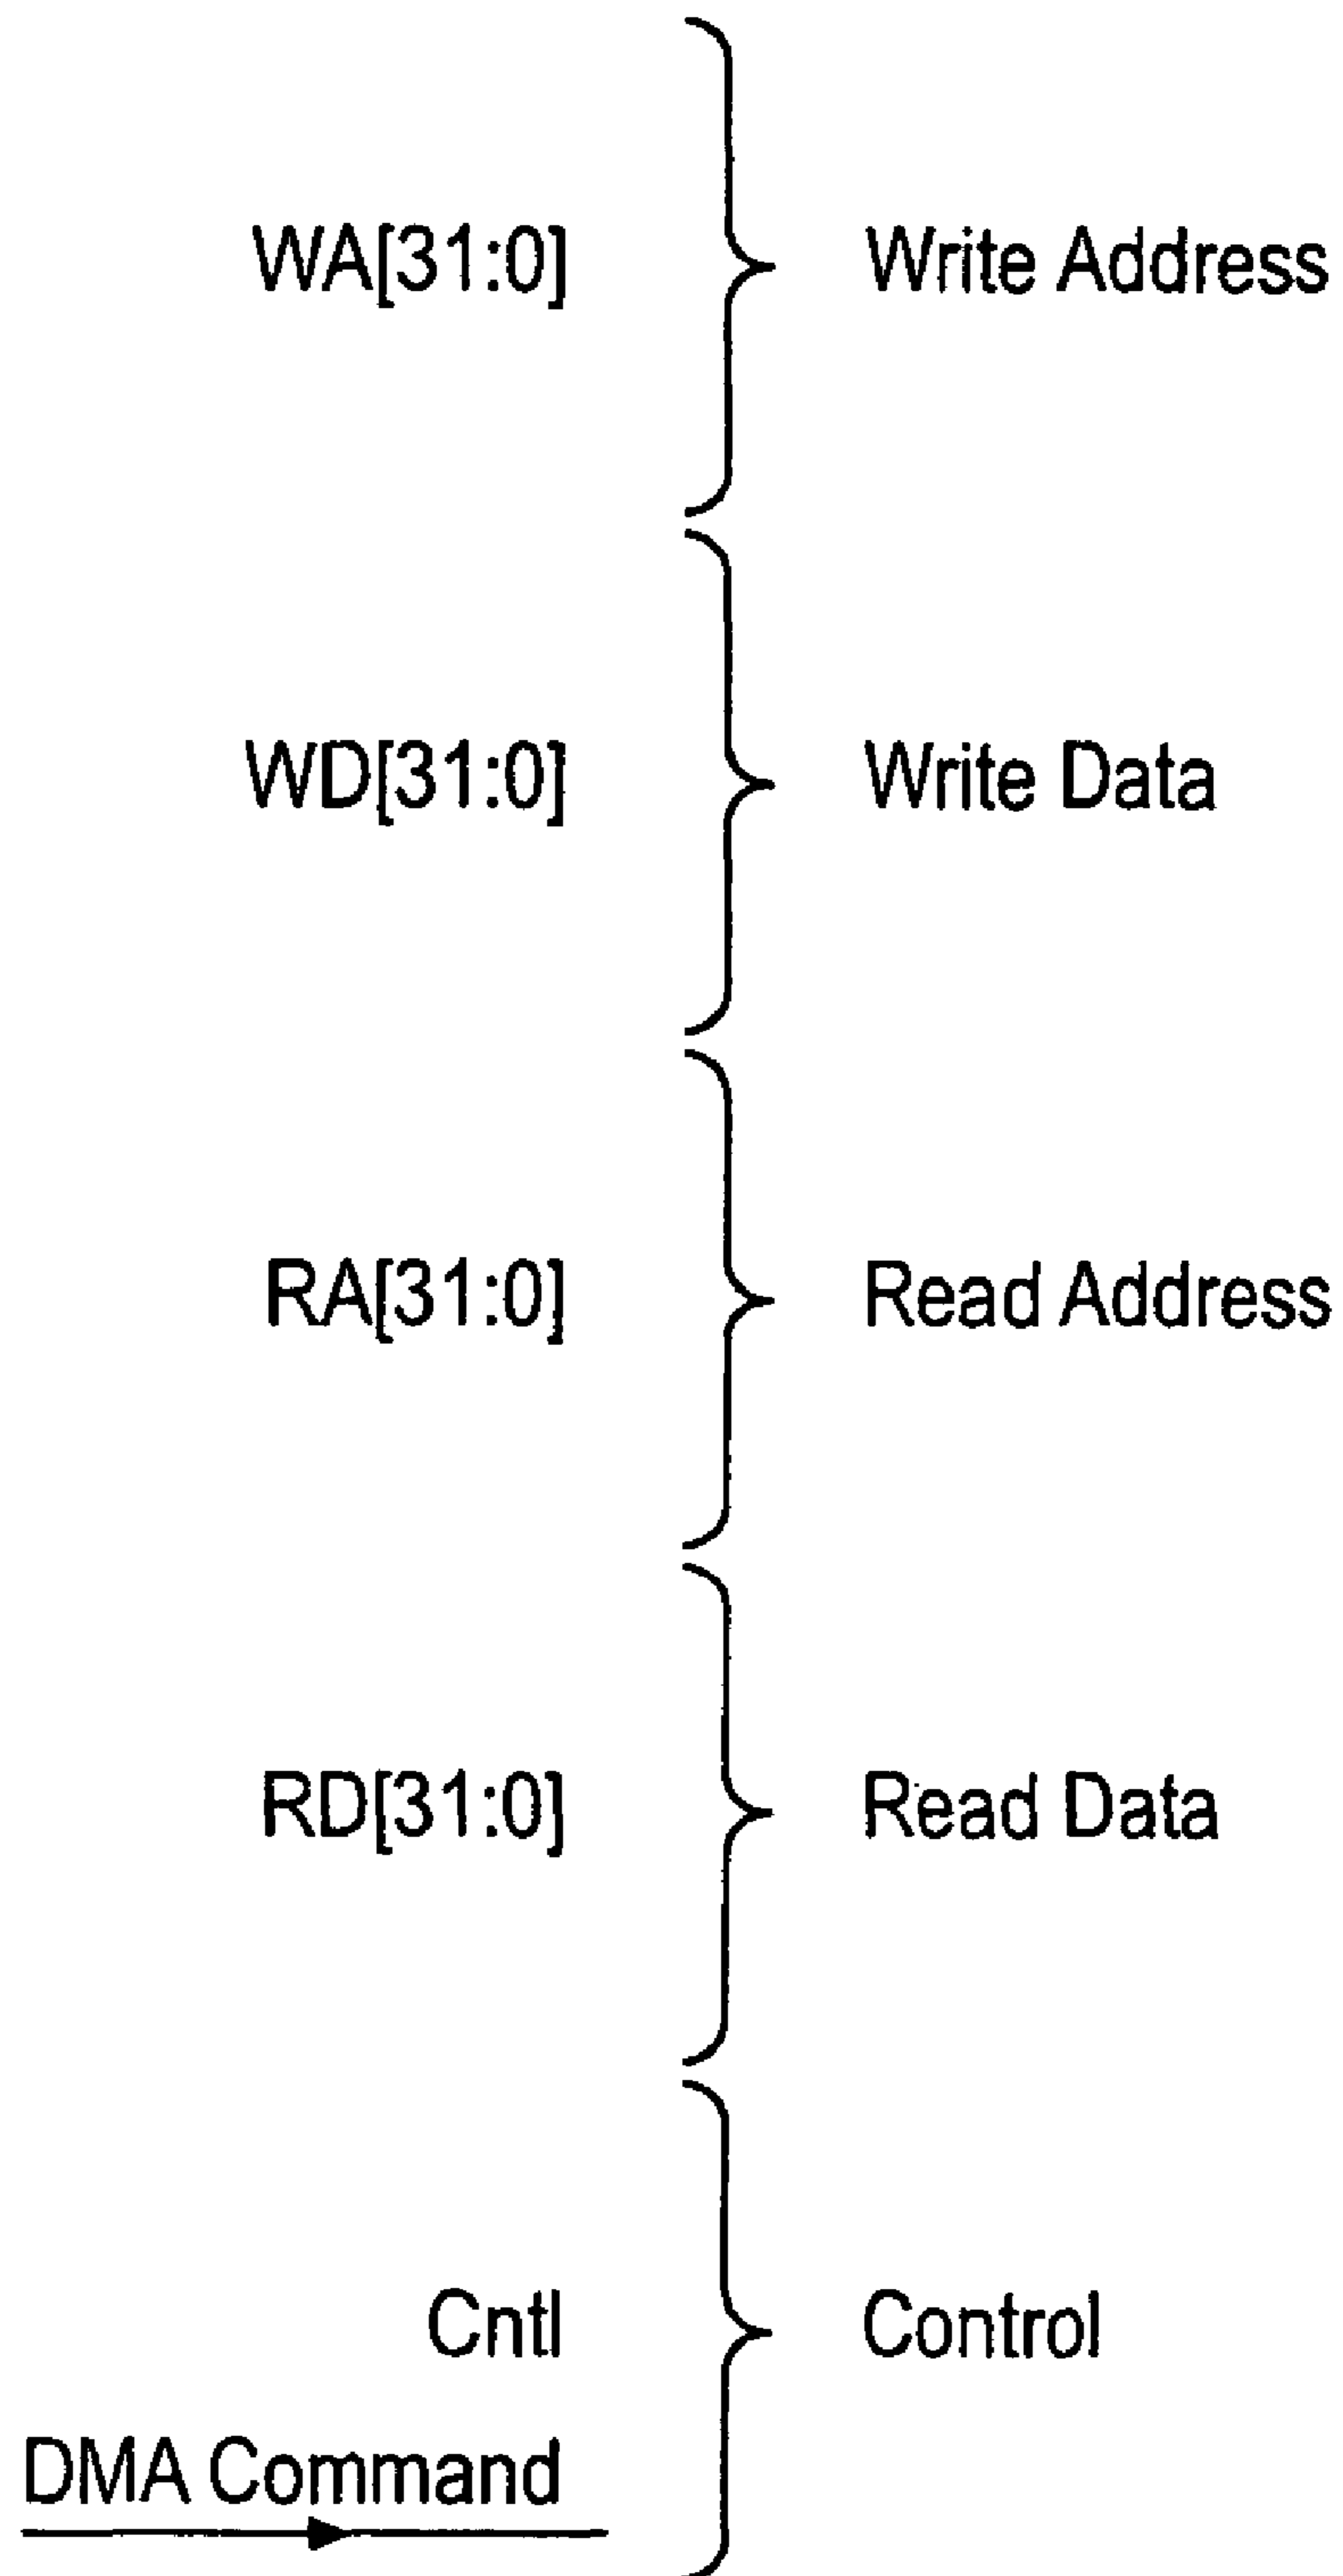 WA[31:0] Write Address
WD[31:0] Write Data
RA[31:0] Read Address
RD[31:0] Read Data
Cntl Control
DMA Command